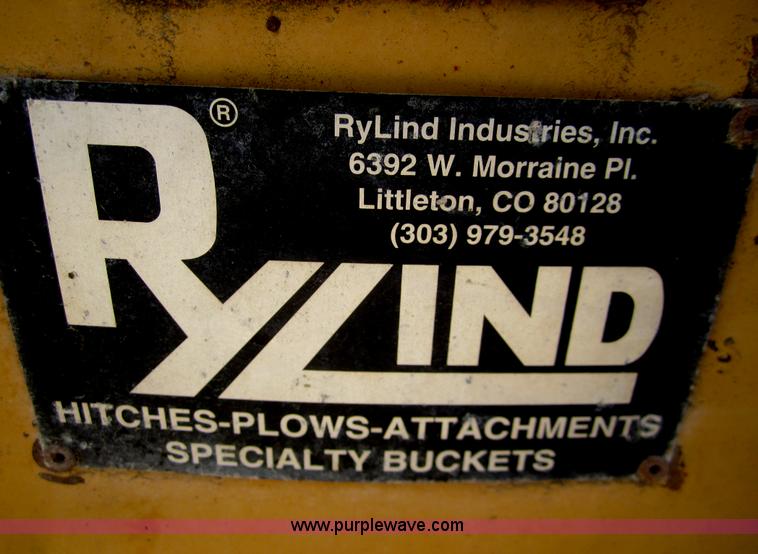 RyLind Industries, Inc.
6392 W. Morraine Pl.
Littleton, CO 80128
(303) 979-3548
RYLIND®
HITCHES-PLOWS-ATTACHMENTS
SPECIALTY BUCKETS
www.purplewave.com